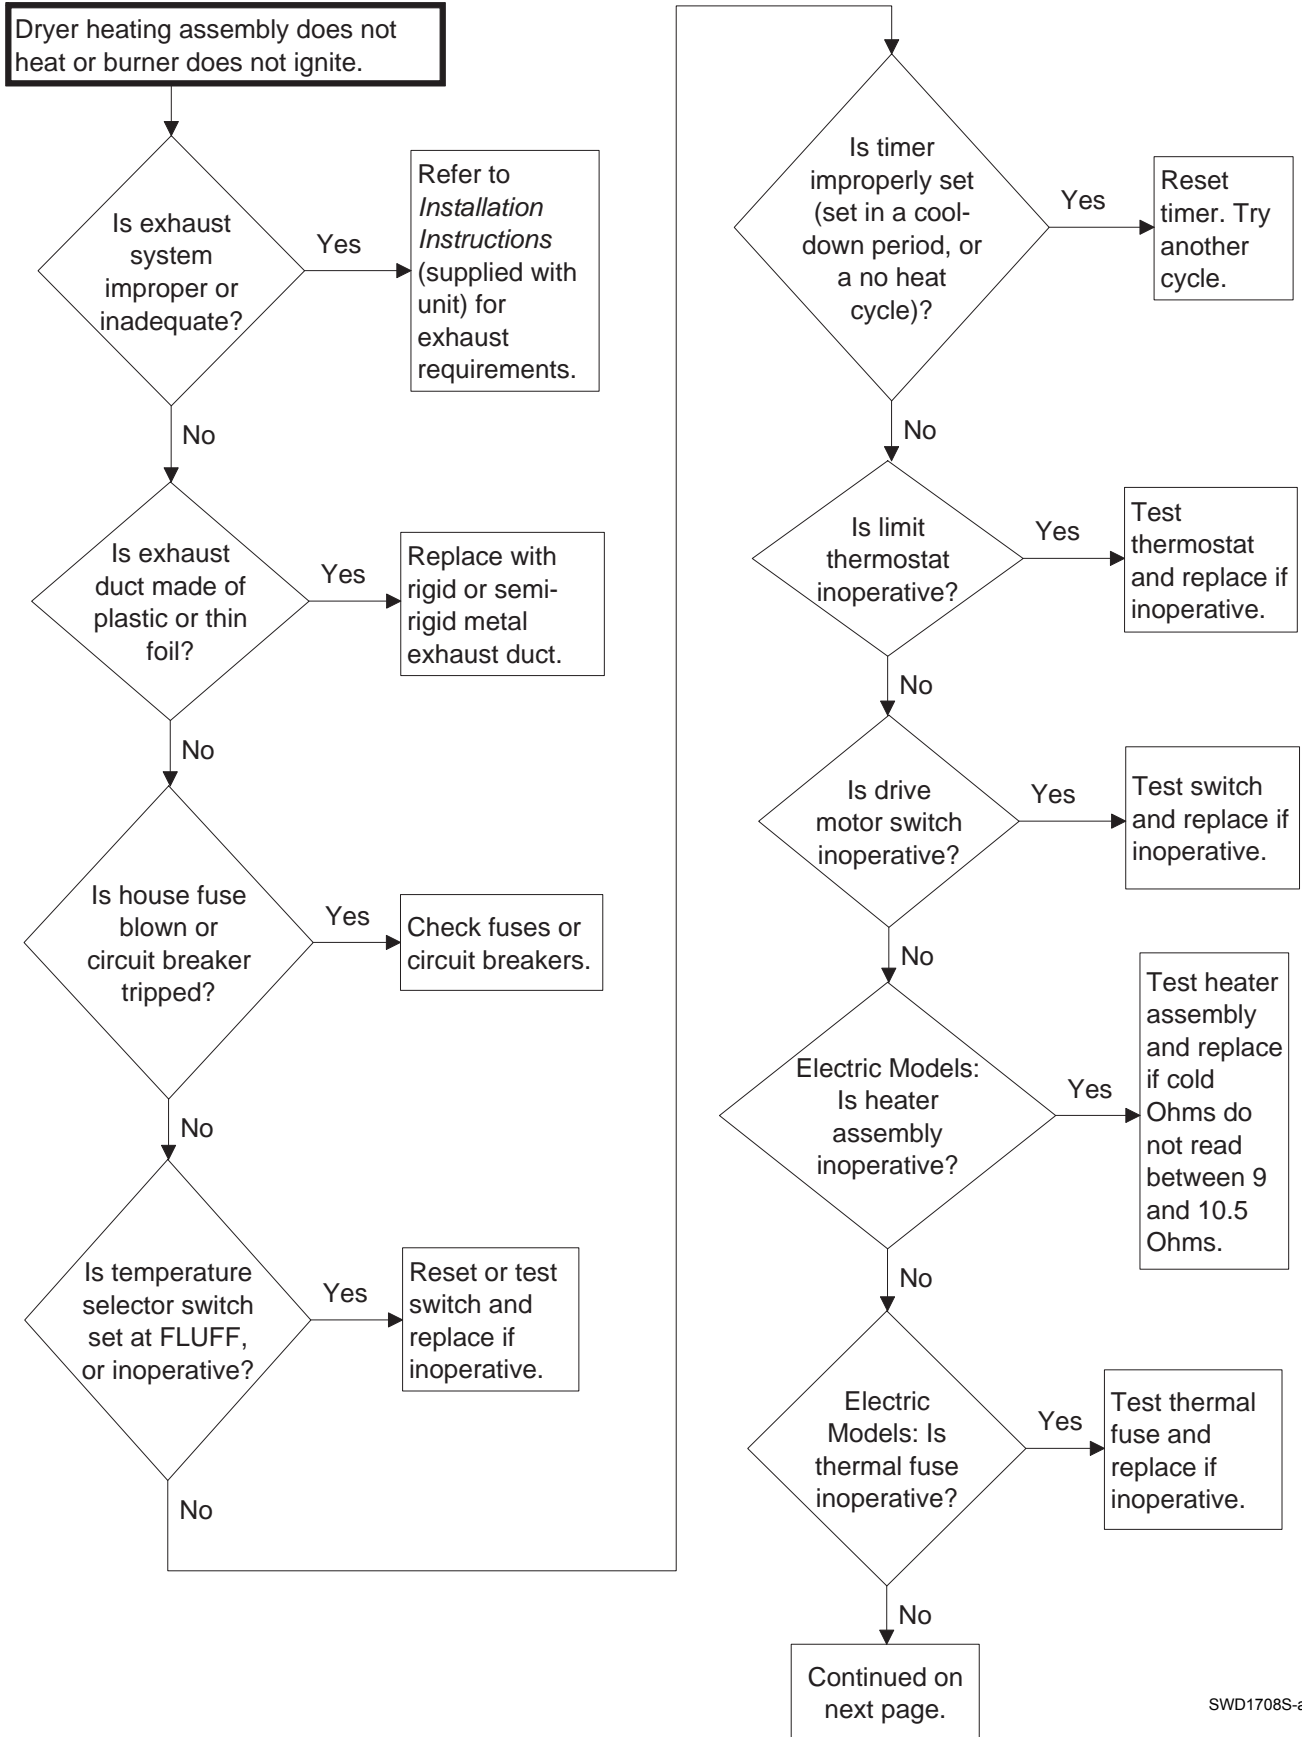 Dryer heating assembly does not
heat or burner does not ignite.
Is exhaust
system
improper or
inadequate?
Yes
Refer to
Installation
Instructions
(supplied with
unit) for
exhaust
requirements.
No
Is exhaust
duct made of
plastic or thin
foil?
Yes
Replace with
rigid or semi-
rigid metal
exhaust duct.
No
Is house fuse
blown or
circuit breaker
tripped?
Yes
Check fuses or
circuit breakers.
No
Is temperature
selector switch
set at FLUFF,
or inoperative?
Yes
Reset or test
switch and
replace if
inoperative.
No
Is timer
improperly set
(set in a cool-
down period, or
a no heat
cycle)?
Yes
Reset
timer. Try
another
cycle.
No
Is limit
thermostat
inoperative?
Yes
Test
thermostat
and replace if
inoperative.
No
Is drive
motor switch
inoperative?
Yes
Test switch
and replace if
inoperative.
No
Electric Models:
Is heater
assembly
inoperative?
Yes
Test heater
assembly
and replace
if cold
Ohms do
not read
between 9
and 10.5
Ohms.
No
Electric
Models: Is
thermal fuse
inoperative?
Yes
Test thermal
fuse and
replace if
inoperative.
No
Continued on
next page.
SWD1708S-a